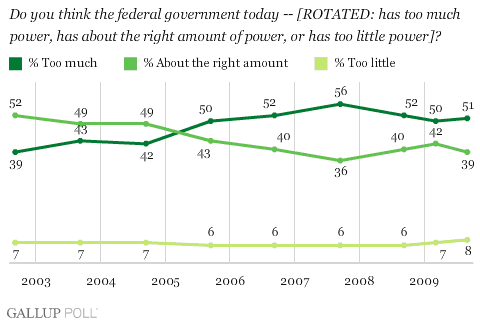 Do you think the federal government today -- [ROTATED: has too much
power, has about the right amount of power, or has too little power]?
% Too much % About the right amount % Too little
52 49 49 50 52 56 52 50 51
39 43 42 43 40 36 40 42 39
7 7 7 6 6 6 6 7 8
2003 2004 2005 2006 2007 2008 2009
GALLUP POLL